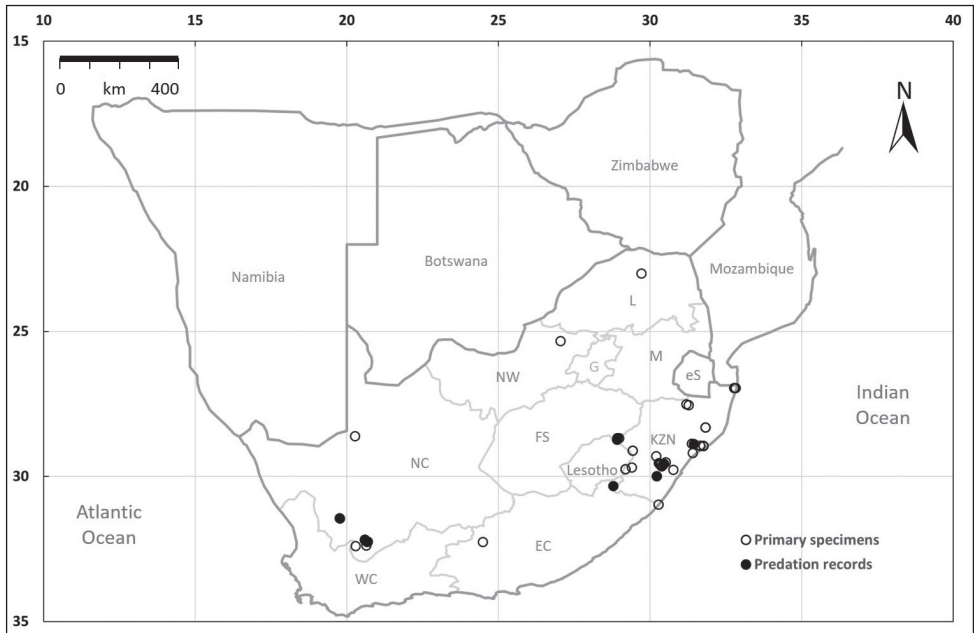 10 15 20 25 30 35 40
15
0 km 400
N
Zimbabwe
20
Botswana
Mozambique
Namibia
L
25
M
G
eS
NW
Indian
Ocean
FS
KZN
NC
Lesotho
30
Atlantic
Ocean
EC
Primary specimens
Predation records
WC
35